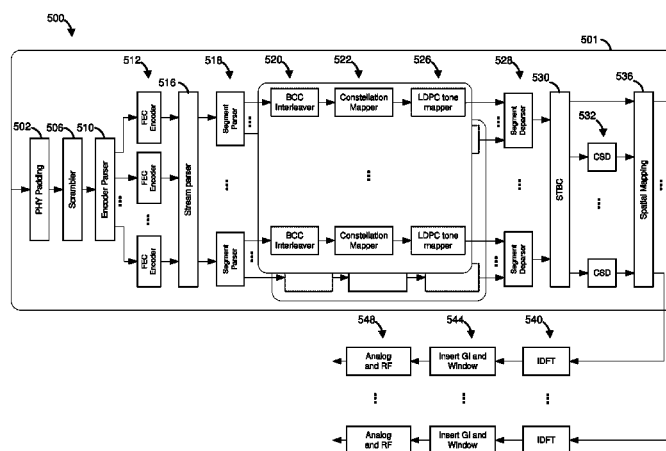 500
501
512
516
518
520
522
526
528
530
532
536
502
506
510
PHY Padding
Scrambler
Encoder Parser
FEC
Encoder
FEC
Encoder
FEC
Encoder
Stream parser
Segment
Parser
Segment
Parser
BCC
Interleaver
Constellation
Mapper
LDPC tone
mapper
BCC
Interleaver
Constellation
Mapper
LDPC tone
mapper
Segment
Deparser
Segment
Deparser
STBC
CSD
CSD
Spatial Mapping
548
544
540
Analog
and RF
Insert GI and
Window
IDFT
Analog
and RF
Insert GI and
Window
IDFT